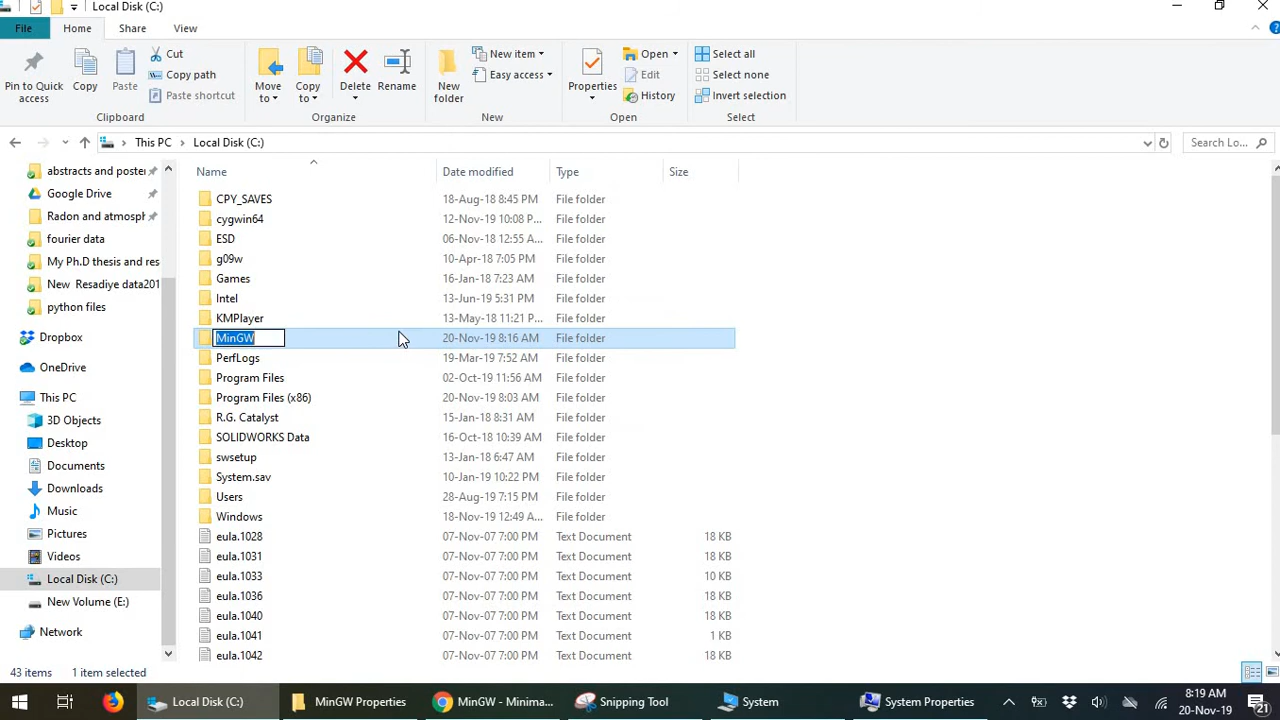 Local Disk (C:)
File Home Share View
Pin to Quick access
Copy
Paste
Cut
Copy path
Paste shortcut
Move to
Copy to
Delete
Rename
New folder
New item
Easy access
Properties
Open
Edit
History
Select all
Select none
Invert selection
Clipboard Organize New Open Select
This PC Local Disk (C:) Search Lo...
Name Date modified Type Size
abstracts and poste
Google Drive
Radon and atmosph
fourier data
My Ph.D thesis and res
New Resadiye data201
python files
Dropbox
OneDrive
This PC
3D Objects
Desktop
Documents
Downloads
Music
Pictures
Videos
Local Disk (C:)
New Volume (E:)
Network
CPY_SAVES 18-Aug-18 8:45 PM File folder
cygwin64 12-Nov-19 10:08 P... File folder
ESD 06-Nov-18 12:55 A... File folder
g09w 10-Apr-18 7:05 PM File folder
Games 16-Jan-18 7:23 AM File folder
Intel 13-Jun-19 5:31 PM File folder
KMPlayer 13-May-18 11:21 P... File folder
MinGW 20-Nov-19 8:16 AM File folder
PerfLogs 19-Mar-19 7:52 AM File folder
Program Files 02-Oct-19 11:56 AM File folder
Program Files (x86) 20-Nov-19 8:03 AM File folder
R.G. Catalyst 15-Jan-18 8:31 AM File folder
SOLIDWORKS Data 16-Oct-18 10:39 AM File folder
swsetup 13-Jan-18 6:47 AM File folder
System.sav 10-Jan-19 10:22 PM File folder
Users 28-Aug-19 7:15 PM File folder
Windows 18-Nov-19 12:49 A... File folder
eula.1028 07-Nov-07 7:00 PM Text Document 18 KB
eula.1031 07-Nov-07 7:00 PM Text Document 18 KB
eula.1033 07-Nov-07 7:00 PM Text Document 10 KB
eula.1036 07-Nov-07 7:00 PM Text Document 18 KB
eula.1040 07-Nov-07 7:00 PM Text Document 18 KB
eula.1041 07-Nov-07 7:00 PM Text Document 1 KB
eula.1042 07-Nov-07 7:00 PM Text Document 18 KB
43 items 1 item selected
Local Disk (C:) MinGW Properties MinGW - Minima... Snipping Tool System System Properties
8:19 AM
20-Nov-19
21